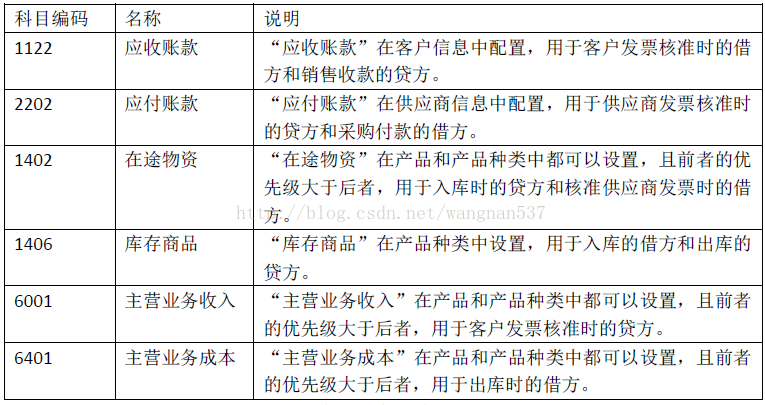 科目编码 名称 说明
1122 应收账款 “应收账款”在客户信息中配置，用于客户发票核准时的借
方和销售收款的贷方。
2202 应付账款 “应付账款”在供应商信息中配置，用于供应商发票核准时
的贷方和采购付款的借方。
1402 在途物资 “在途物资”在产品和产品种类中都可以设置，且前者的优
先级大于后者，用于入库时的贷方和核准供应商发票时的借
方。
http://blog.csdn.net/wangnan537
1406 库存商品 “库存商品”在产品种类中设置，用于入库的借方和出库的
贷方。
6001 主营业务收入 “主营业务收入”在产品和产品种类中都可以设置，且前者
的优先级大于后者，用于客户发票核准时的贷方。
6401 主营业务成本 “主营业务成本”在产品和产品种类中都可以设置，且前者
的优先级大于后者，用于出库时的借方。